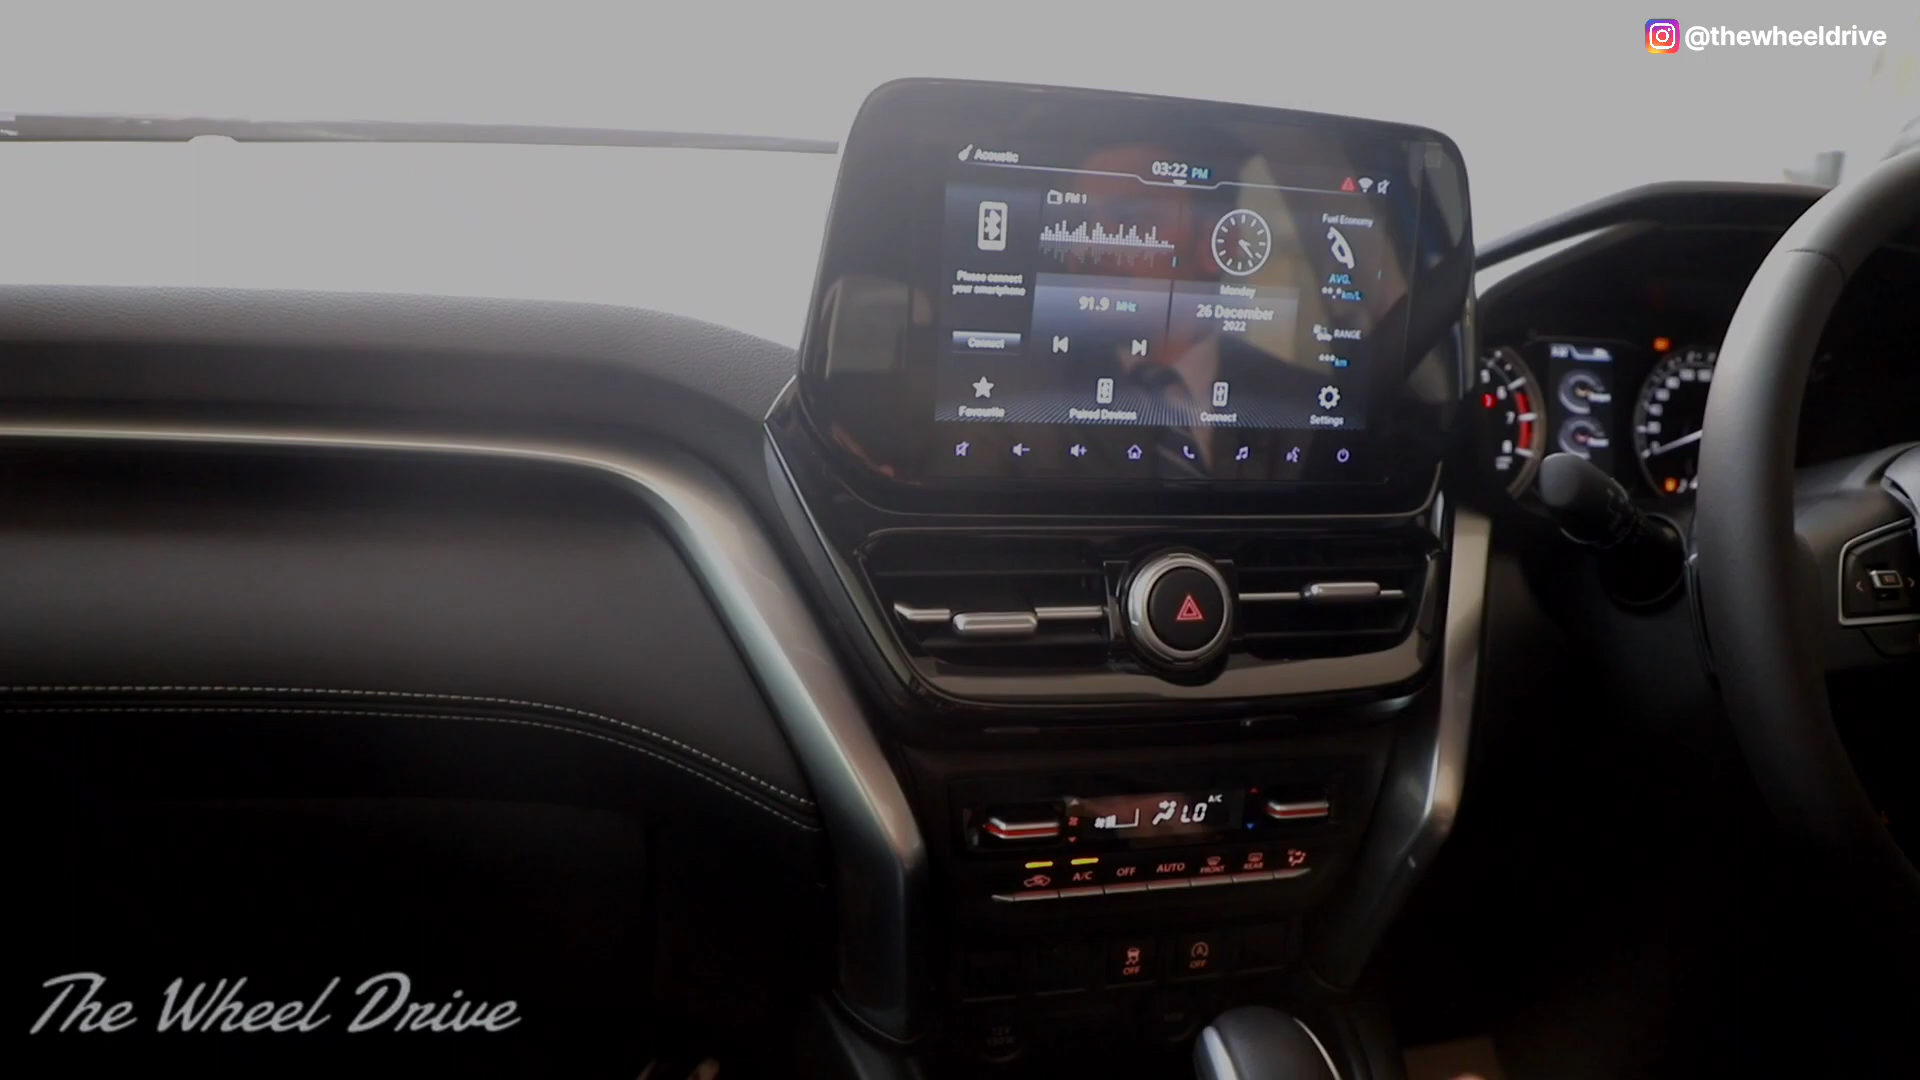 @thewheeldrive
Acoustic
03:22 PM
FM 1
Fuel Economy
Please connect
your smartphone
AVG.
km/L
Monday
91.9 MHz
26 December
2022
RANGE
Connect
km
Favourite
Paired Devices
Connect
Settings
A/C
LO
A/C
OFF
AUTO
FRONT
REAR
OFF
OFF
The Wheel Drive